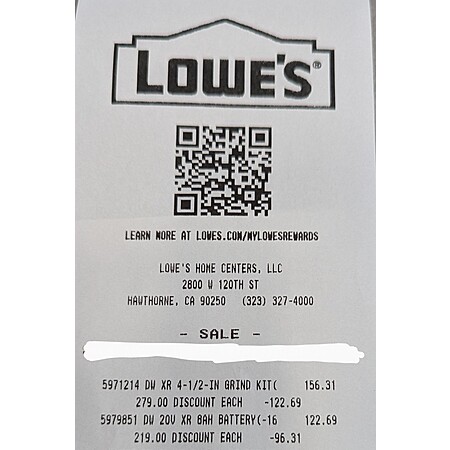 LOWE'S®
LEARN MORE AT LOWES.COM/MYLOWESREWARDS
LOWE'S HOME CENTERS, LLC
2800 W 120TH ST
HAWTHORNE, CA 90250 (323) 327-4000
- SALE -
5971214 DW XR 4-1/2-IN GRIND KIT( 156.31
279.00 DISCOUNT EACH -122.69
5979851 DW 20V XR 8AH BATTERY(-16 122.69
219.00 DISCOUNT EACH -96.31